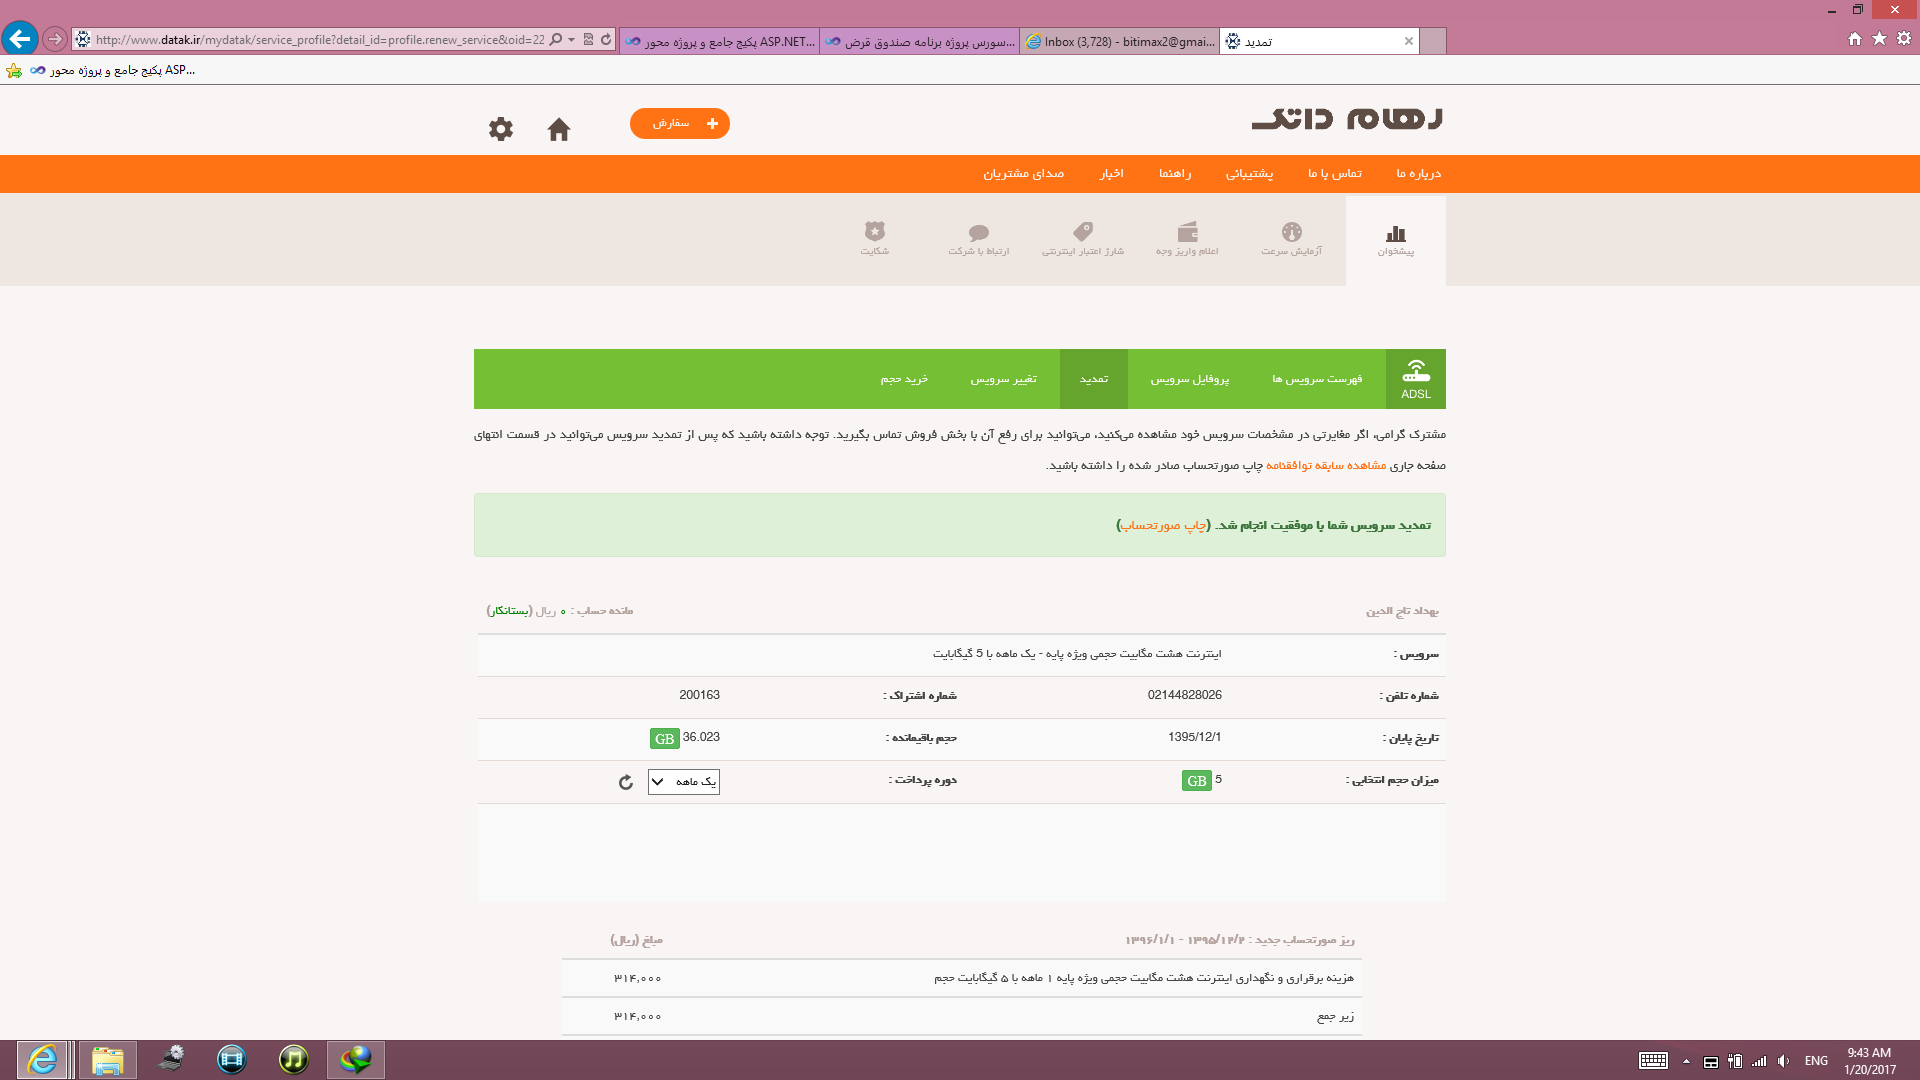 http://www.datak.ir/mydatak/service_profile?detail_id=profile.renew_service&oid=22
پکیج جامع و پروژه محور ASP.NET...
سورس پروژه برنامه صندوق قرض...
Inbox (3,728) - bitimax2@gmai...
تمدید
پکیج جامع و پروژه محور ASP...
رهام داتک
سفارش
درباره ما
تماس با ما
پشتیبانی
راهنما
اخبار
صدای مشتریان
پیشخوان
آزمایش سرعت
اعلام واریز وجه
شارژ اعتبار اینترنتی
ارتباط با شرکت
شکایت
ADSL
فهرست سرویس ها
پروفایل سرویس
تمدید
تغییر سرویس
خرید حجم
مشترک گرامی، اگر مغایرتی در مشخصات سرویس خود مشاهده می‌کنید، می‌توانید برای رفع آن با بخش فروش تماس بگیرید. توجه داشته باشید که پس از تمدید سرویس می‌توانید در قسمت انتهای
صفحه جاری مشاهده سابقه توافقنامه چاپ صورتحساب صادر شده را داشته باشید.
تمدید سرویس شما با موفقیت انجام شد. (چاپ صورتحساب)
بهداد تاج الدین
مانده حساب : ۰ ریال (بستانکار)
سرویس :
اینترنت هشت مگابیت حجمی ویژه پایه - یک ماهه با 5 گیگابایت
شماره تلفن :
02144828026
شماره اشتراک :
200163
تاریخ پایان :
1395/12/1
حجم باقیمانده :
36.023 GB
میزان حجم انتخابی :
5 GB
دوره پرداخت :
یک ماهه
ریز صورتحساب جدید : ۱۳۹۵/۱۲/۲ - ۱۳۹۶/۱/۱
مبلغ (ریال)
هزینه برقراری و نگهداری اینترنت هشت مگابیت حجمی ویژه پایه ۱ ماهه با ۵ گیگابایت حجم
۳۱۴,۰۰۰
زیر جمع
۳۱۴,۰۰۰
ENG
9:43 AM
1/20/2017